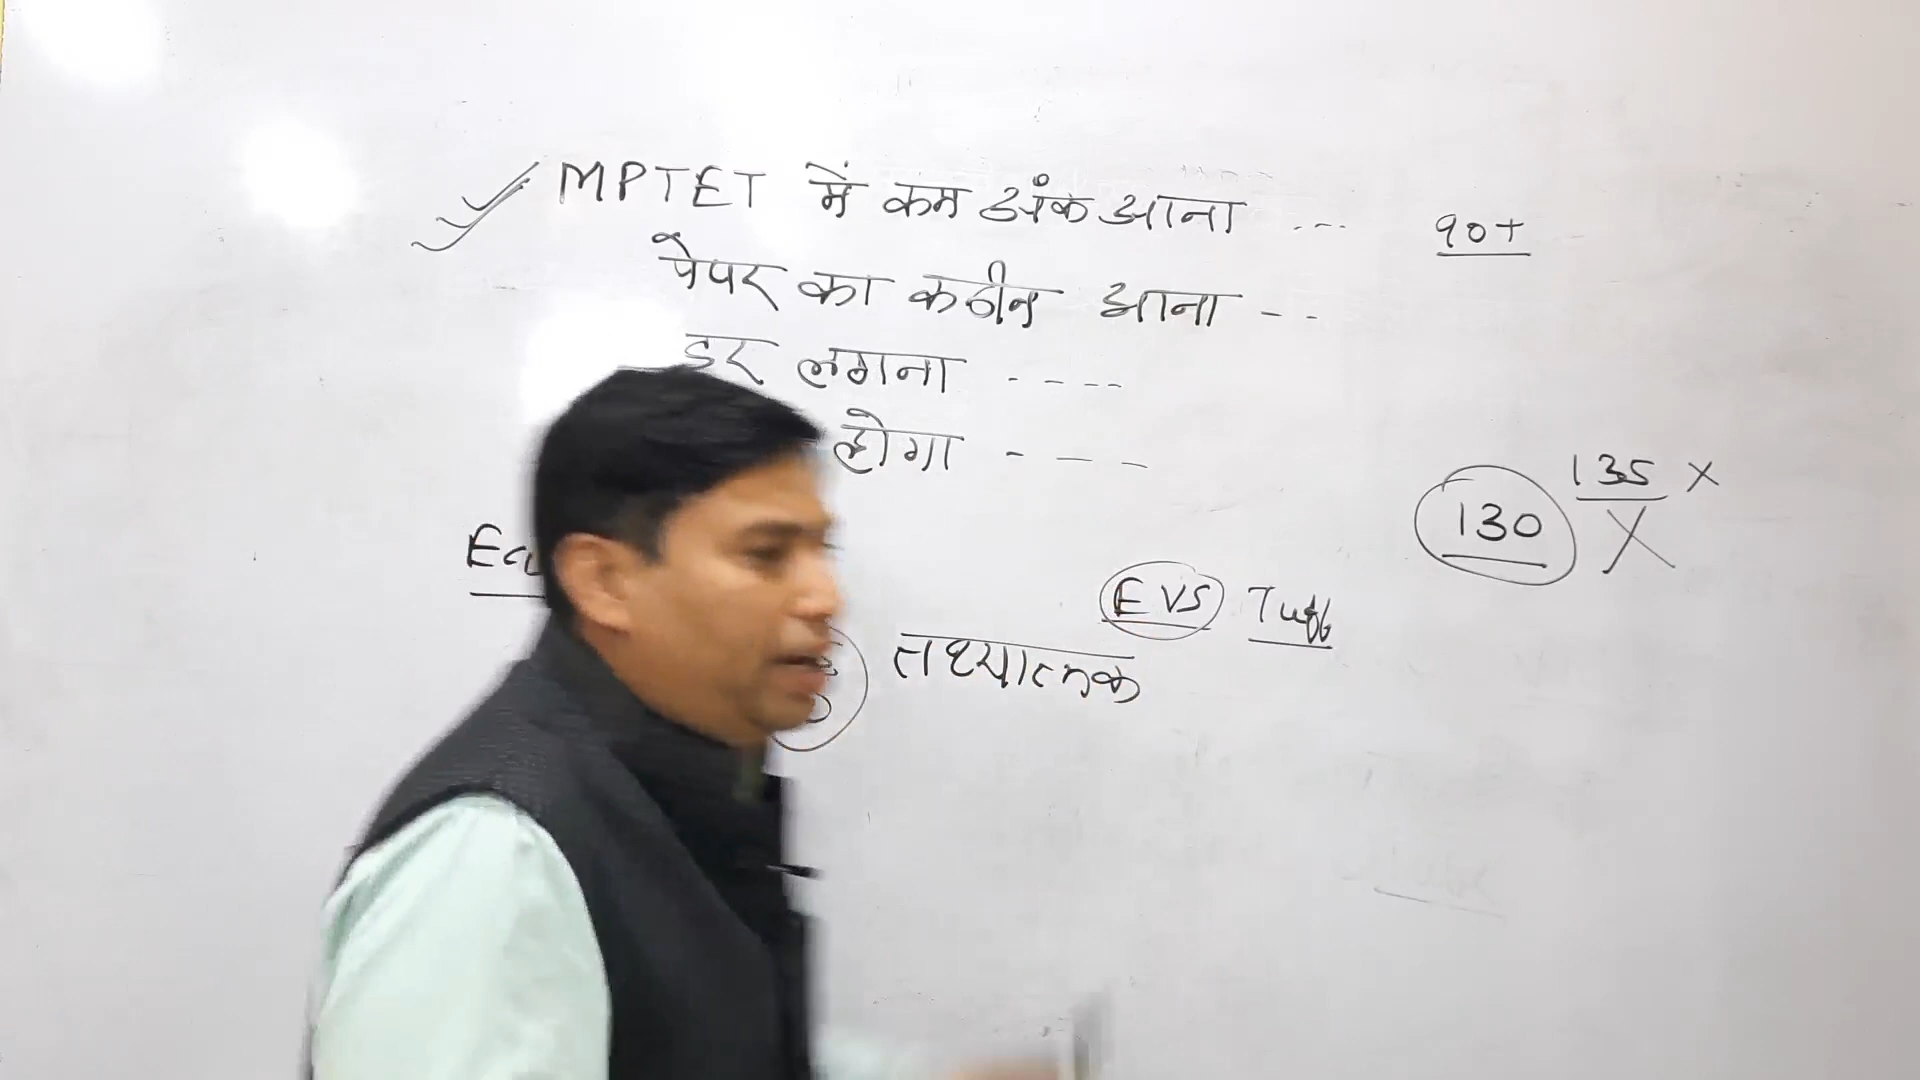 MPTET में कम अंक आना ... 90+
पेपर का कठीन आना - -
डर लगना - - - -
होगा - - -
135 x
130 X
EVS Tuff
तथ्यात्मक